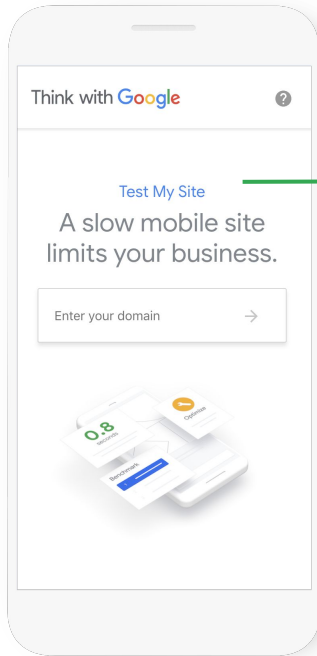 Think with Google
?
Test My Site
A slow mobile site
limits your business.
Enter your domain
0.8
seconds
Optimize
Benchmark